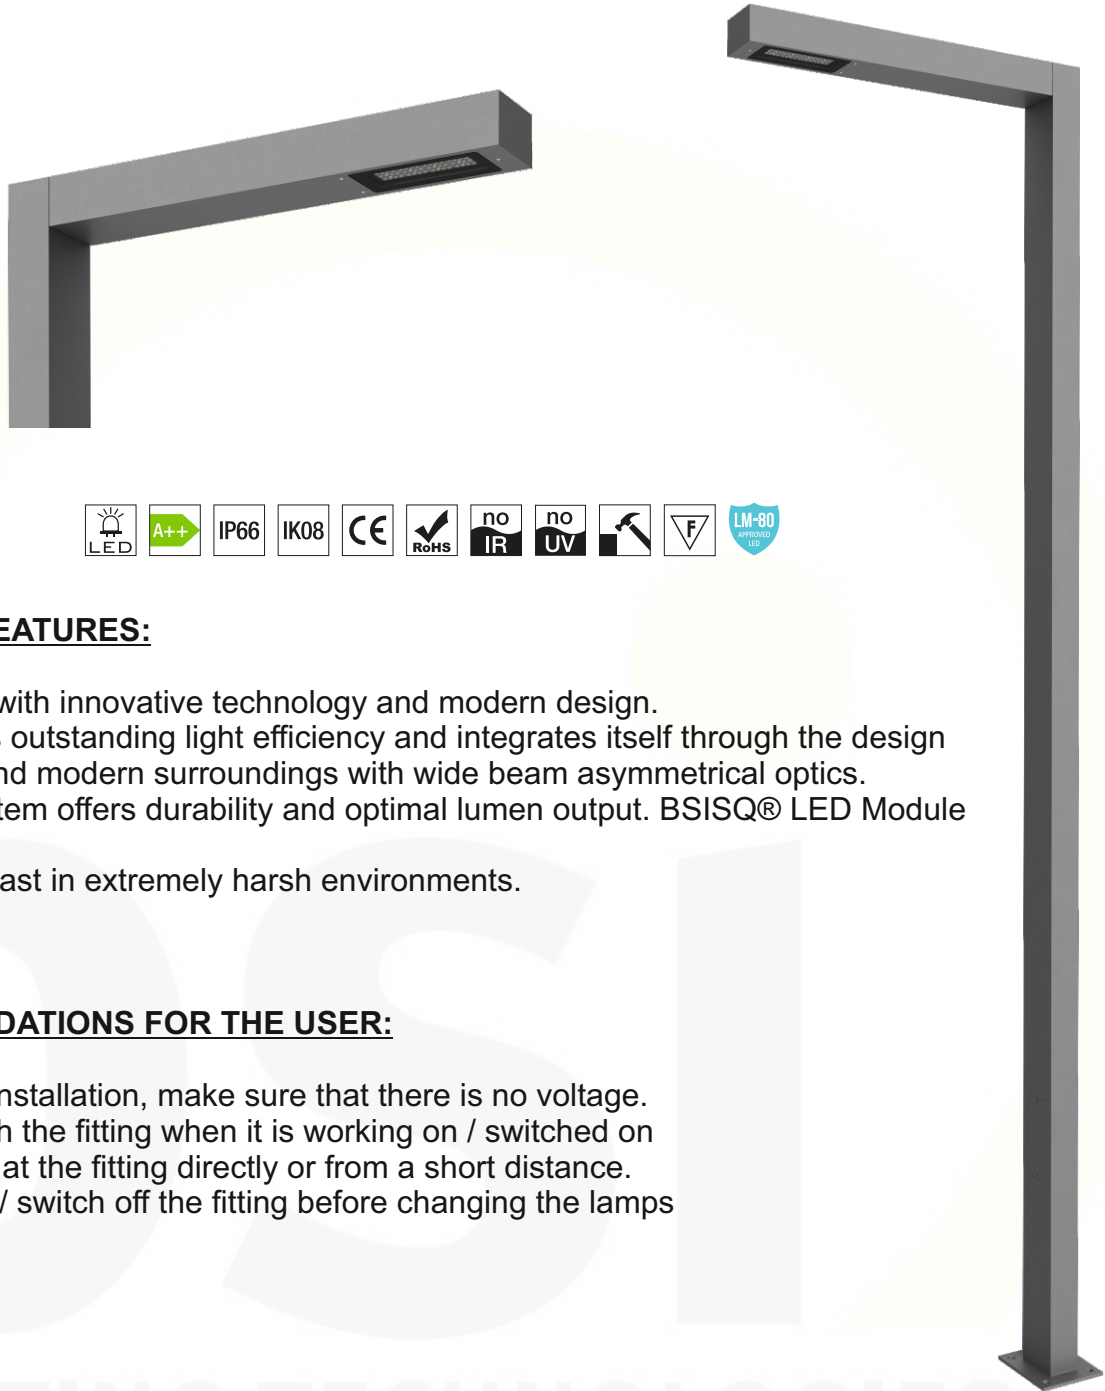 LED A++ IP66 IK08 CE RoHS no IR no UV F LM-80 APPROVED LED
EATURES:
with innovative technology and modern design.
s outstanding light efficiency and integrates itself through the design
nd modern surroundings with wide beam asymmetrical optics.
tem offers durability and optimal lumen output. BSISQ® LED Module
ast in extremely harsh environments.
DATIONS FOR THE USER:
nstallation, make sure that there is no voltage.
h the fitting when it is working on / switched on
at the fitting directly or from a short distance.
/ switch off the fitting before changing the lamps